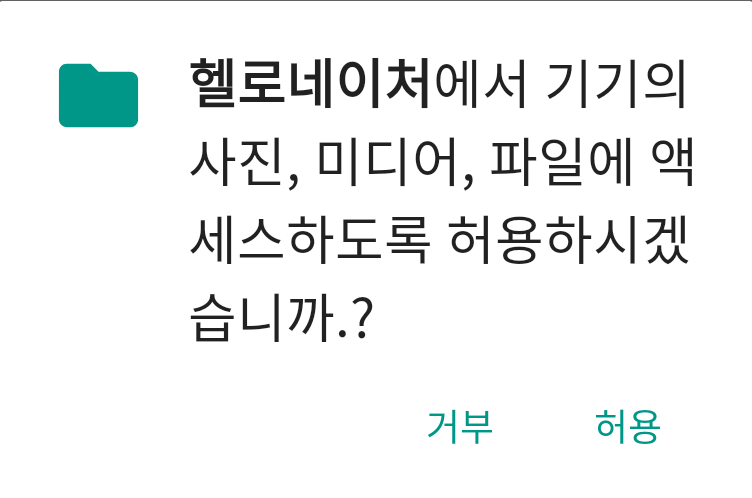 헬로네이처에서 기기의
사진, 미디어, 파일에 액
세스하도록 허용하시겠
습니까.?
거부 허용